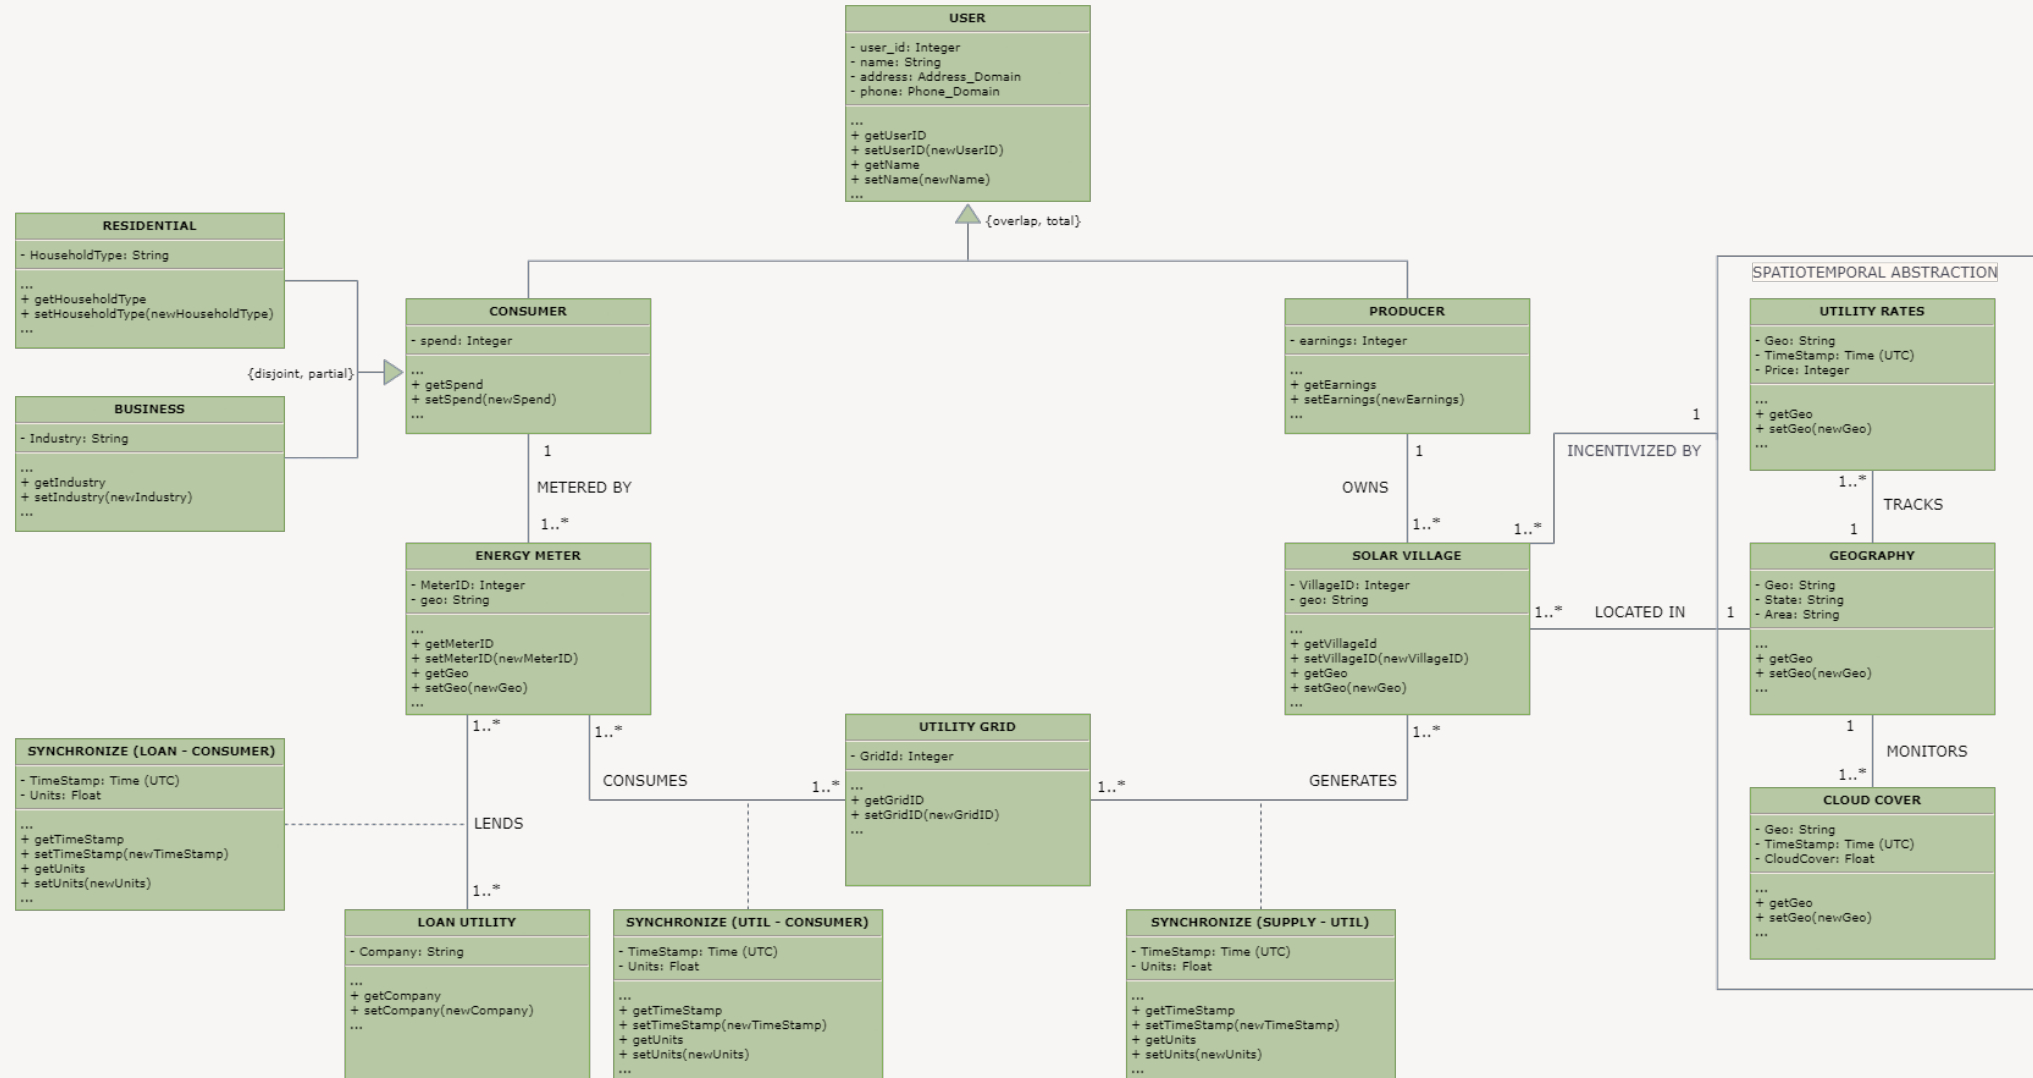 USER
- user_id: Integer
- name: String
- address: Address_Domain
- phone: Phone_Domain
...
+ getUserID
+ setUserID(newUserID)
+ getName
+ setName(newName)
...
{overlap, total}
RESIDENTIAL
- HouseholdType: String
...
+ getHouseholdType
+ setHouseholdType(newHouseholdType)
...
{disjoint, partial}
BUSINESS
- Industry: String
...
+ getIndustry
+ setIndustry(newIndustry)
...
CONSUMER
- spend: Integer
...
+ getSpend
+ setSpend(newSpend)
...
1
METERED BY
1..*
PRODUCER
- earnings: Integer
...
+ getEarnings
+ setEarnings(newEarnings)
...
1
OWNS
1..*
1
INCENTIVIZED BY
1..*
SPATIOTEMPORAL ABSTRACTION
UTILITY RATES
- Geo: String
- TimeStamp: Time (UTC)
- Price: Integer
...
+ getGeo
+ setGeo(newGeo)
...
1..*
TRACKS
1
ENERGY METER
- MeterID: Integer
- geo: String
...
+ getMeterID
+ setMeterID(newMeterID)
+ getGeo
+ setGeo(newGeo)
...
SOLAR VILLAGE
- VillageID: Integer
- geo: String
...
+ getVillageId
+ setVillageID(newVillageID)
+ getGeo
+ setGeo(newGeo)
...
1..*
LOCATED IN
1
GEOGRAPHY
- Geo: String
- State: String
- Area: String
...
+ getGeo
+ setGeo(newGeo)
...
1
MONITORS
1..*
1..*
LENDS
1..*
1..*
CONSUMES
1..*
UTILITY GRID
- GridId: Integer
...
+ getGridID
+ setGridID(newGridID)
...
1..*
GENERATES
1..*
CLOUD COVER
- Geo: String
- TimeStamp: Time (UTC)
- CloudCover: Float
...
+ getGeo
+ setGeo(newGeo)
...
SYNCHRONIZE (LOAN - CONSUMER)
- TimeStamp: Time (UTC)
- Units: Float
...
+ getTimeStamp
+ setTimeStamp(newTimeStamp)
+ getUnits
+ setUnits(newUnits)
...
LOAN UTILITY
- Company: String
...
+ getCompany
+ setCompany(newCompany)
...
SYNCHRONIZE (UTIL - CONSUMER)
- TimeStamp: Time (UTC)
- Units: Float
...
+ getTimeStamp
+ setTimeStamp(newTimeStamp)
+ getUnits
+ setUnits(newUnits)
...
SYNCHRONIZE (SUPPLY - UTIL)
- TimeStamp: Time (UTC)
- Units: Float
...
+ getTimeStamp
+ setTimeStamp(newTimeStamp)
+ getUnits
+ setUnits(newUnits)
...